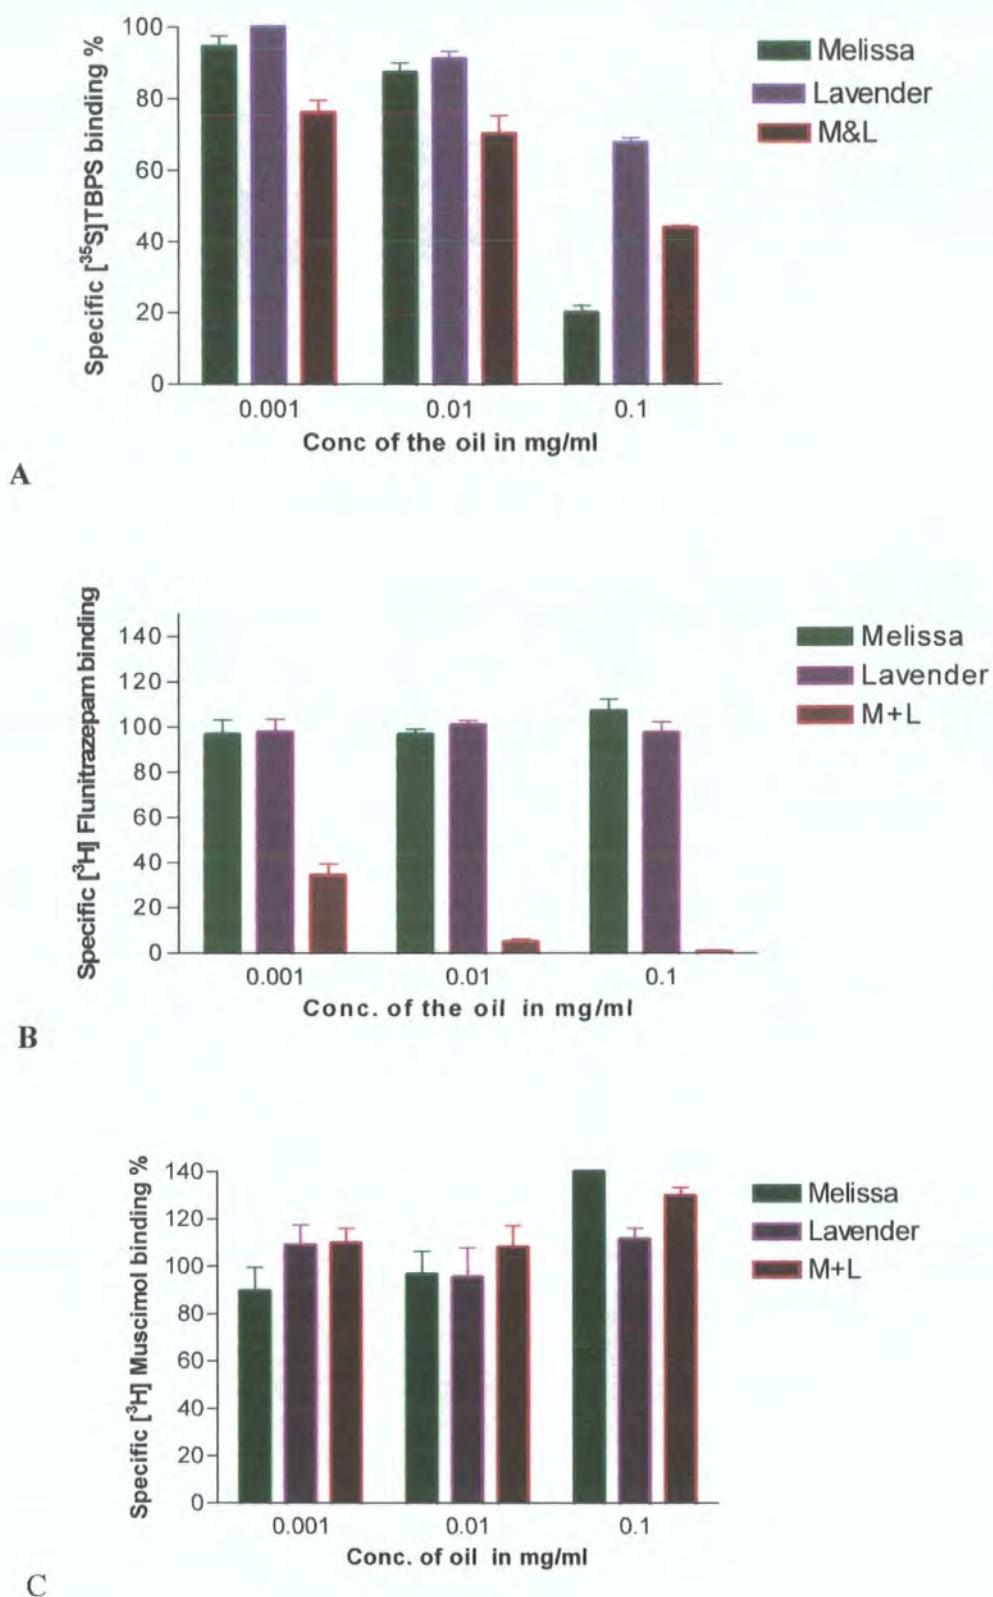 Specific [³⁵S]TBPS binding %
100
80
60
40
20
0
0.001 0.01 0.1
Conc of the oil in mg/ml
Melissa
Lavender
M&L
A
Specific [³H] Flunitrazepam binding
140
120
100
80
60
40
20
0
0.001 0.01 0.1
Conc. of the oil in mg/ml
Melissa
Lavender
M+L
B
Specific [³H] Muscimol binding %
140
120
100
80
60
40
20
0
0.001 0.01 0.1
Conc. of oil in mg/ml
Melissa
Lavender
M+L
C